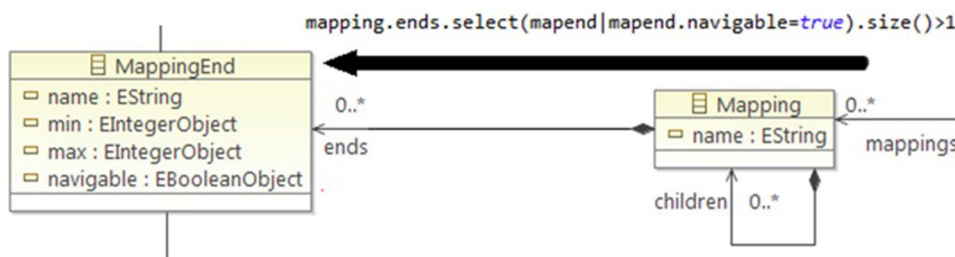 mapping.ends.select(mapend|mapend.navigable=true).size()>1
MappingEnd
name : EString
min : EIntegerObject
max : EIntegerObject
navigable : EBooleanObject
0..*
ends
Mapping
name : EString
0..*
mappings
children
0..*